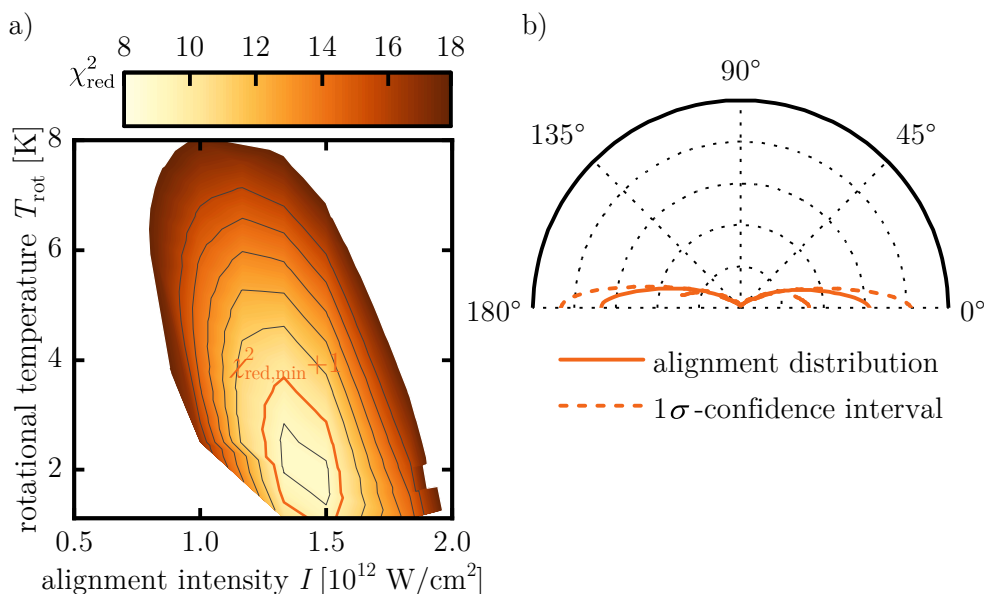 a)
8 10 12 14 16 18
χ²red
8
6
4
2
rotational temperature Trot [K]
χ²red,min+1
0.5 1.0 1.5 2.0
alignment intensity I [10¹² W/cm²]
b)
90°
135° 45°
180° 0°
alignment distribution
1σ-confidence interval